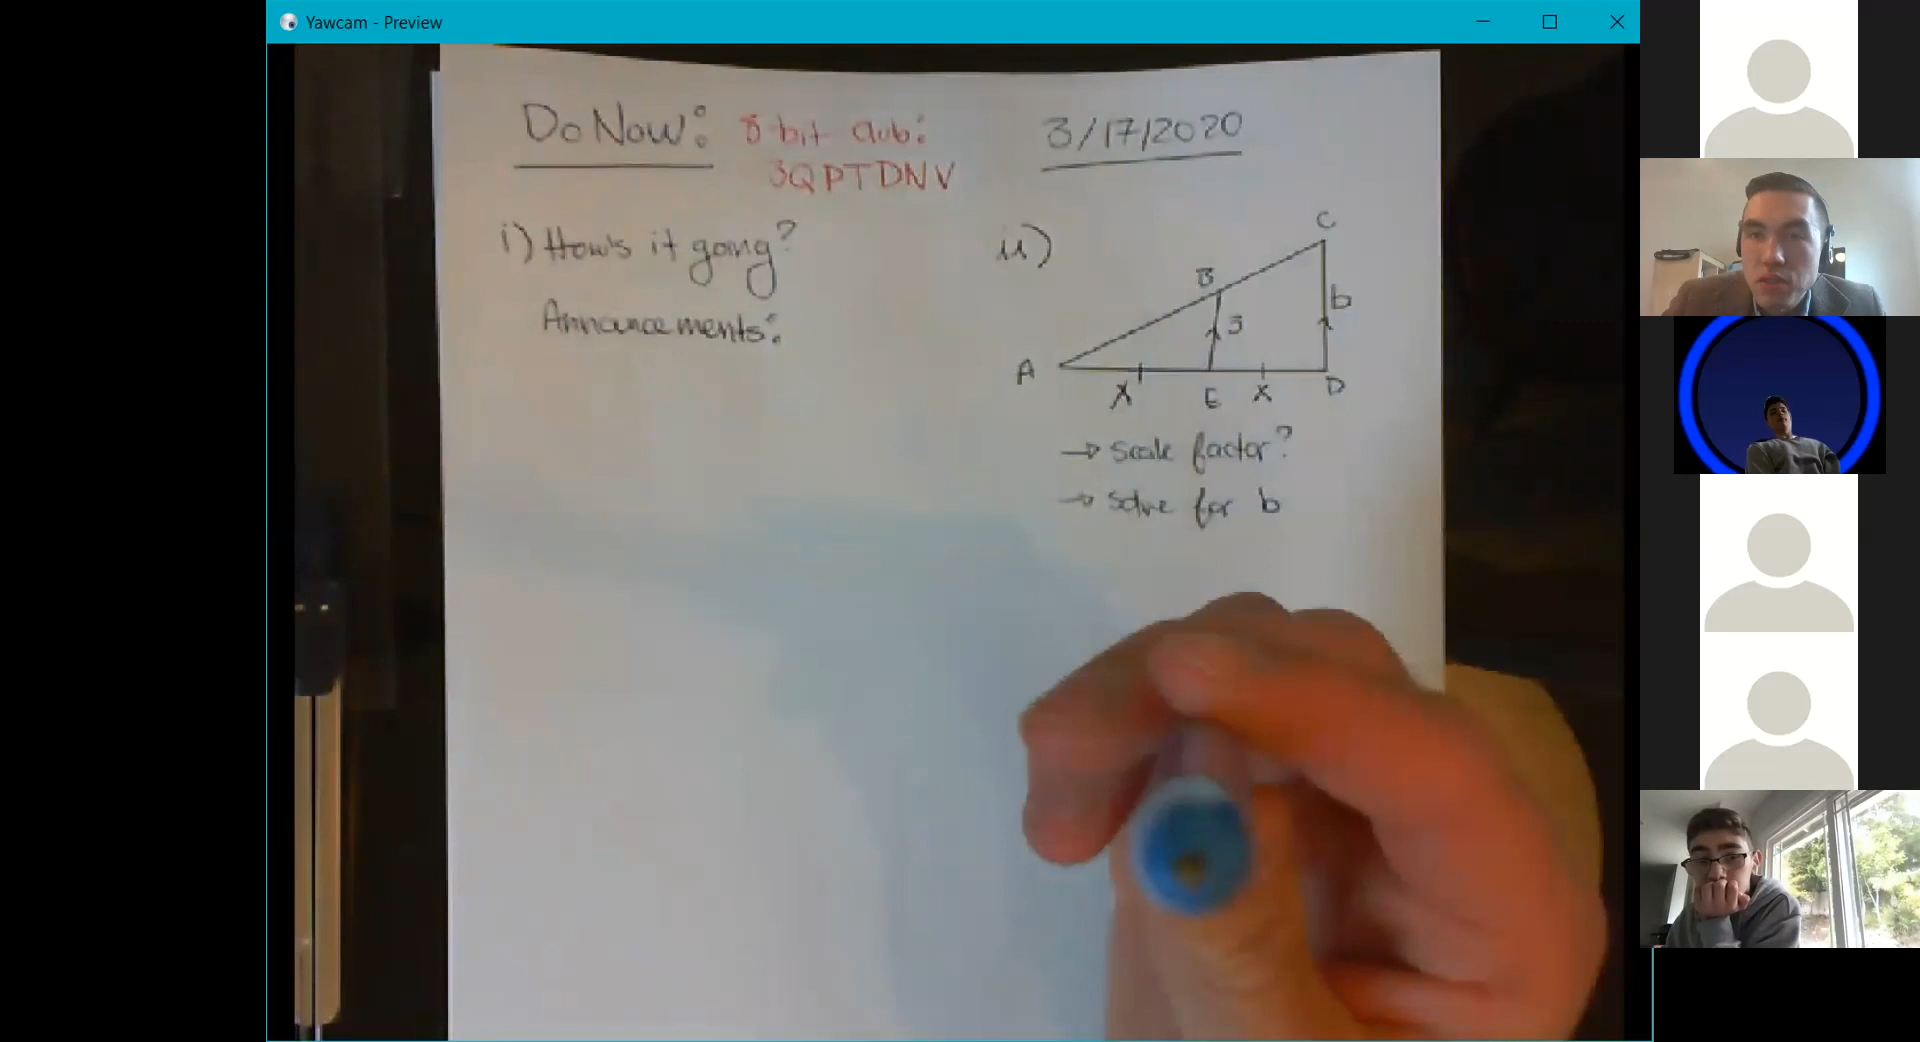 Yawcam - Preview
Do Now:
8-bit club:
3QPTDNV
3/17/2020
i) How's it going?
Announcements:
ii)
C
B
b
3
A
X
E
X
D
→ scale factor?
→ solve for b